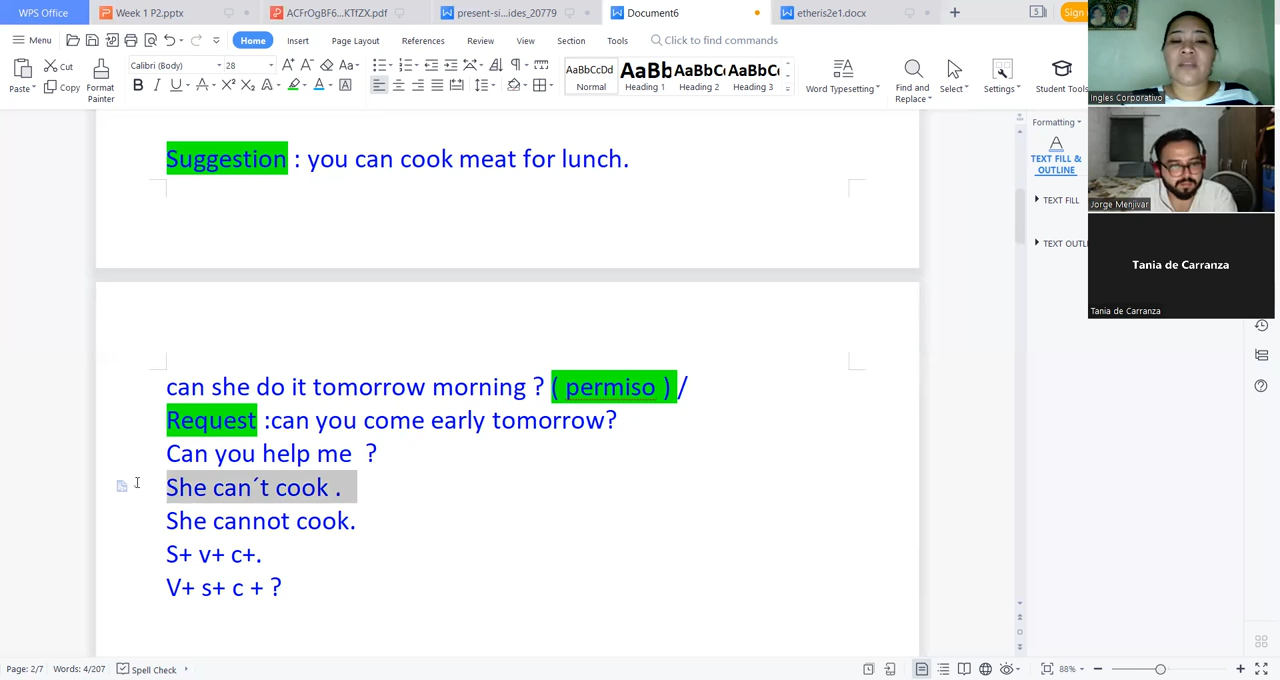 WPS Office
Week 1 P2.pptx
ACFrOgBF6...KTfZX.pdf
present-si...ides_20779
Document6
etheris2e1.docx
Sign
Menu
Home
Insert
Page Layout
References
Review
View
Section
Tools
Click to find commands
Paste
Cut
Copy
Format Painter
Calibri (Body)
28
AaBbCcDd
Normal
AaBb
Heading 1
AaBbC
Heading 2
AaBbC
Heading 3
Word Typesetting
Find and Replace
Select
Settings
Student Tools
Ingles Corporativo
Formatting
TEXT FILL & OUTLINE
TEXT FILL
TEXT OUTL
Jorge Menjivar
Tania de Carranza
Tania de Carranza
Suggestion : you can cook meat for lunch.
can she do it tomorrow morning ? ( permiso ) /
Request :can you come early tomorrow?
Can you help me  ?
She can´t cook .
She cannot cook.
S+ v+ c+.
V+ s+ c + ?
Page: 2/7
Words: 4/207
Spell Check
88%